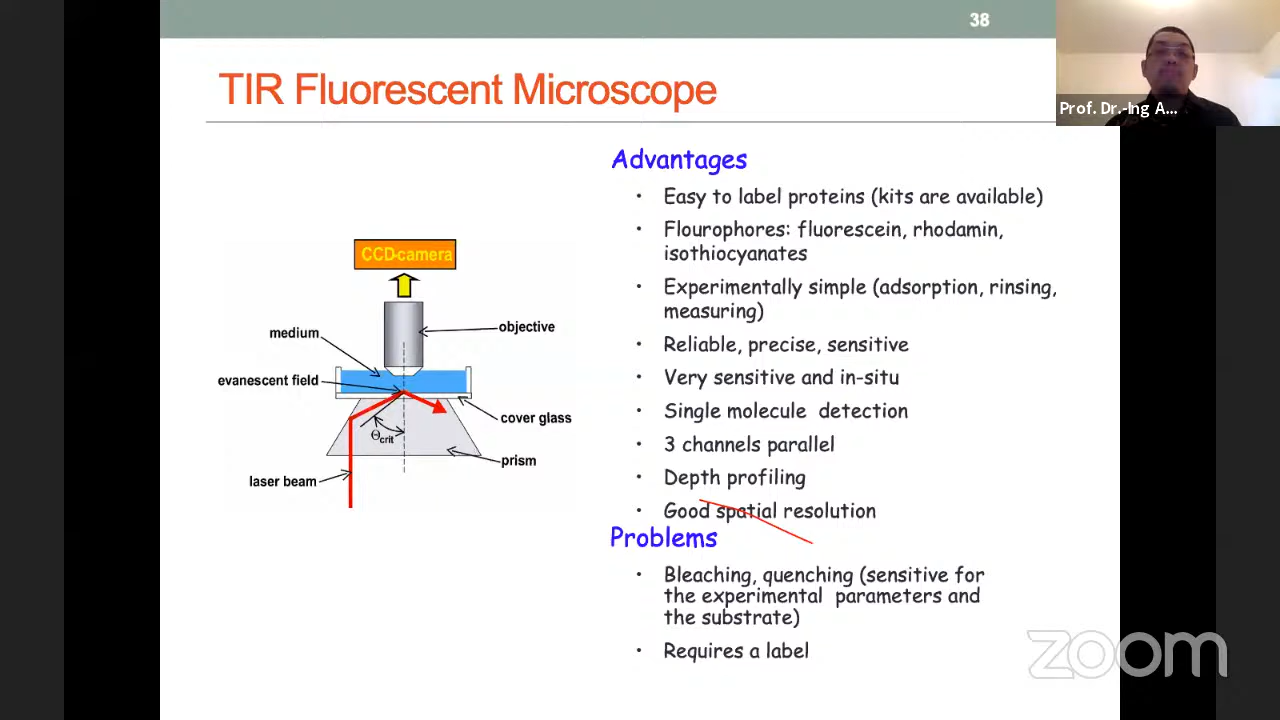 38
TIR Fluorescent Microscope
Prof. Dr.-Ing A...
Advantages
• Easy to label proteins (kits are available)
• Flourophores: fluorescein, rhodamin,
isothiocyanates
• Experimentally simple (adsorption, rinsing,
measuring)
• Reliable, precise, sensitive
• Very sensitive and in-situ
• Single molecule detection
• 3 channels parallel
• Depth profiling
• Good spatial resolution
Problems
• Bleaching, quenching (sensitive for
the experimental parameters and
the substrate)
• Requires a label
CCD-camera
objective
medium
evanescent field
cover glass
Θcrit
prism
laser beam
zoom